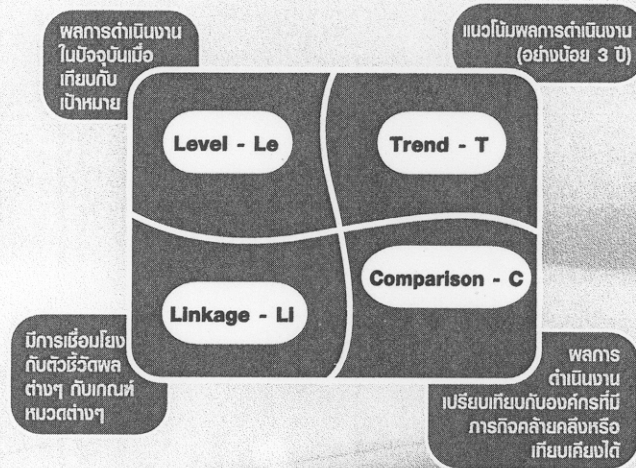 ผลการดำเนินงาน
ในปัจจุบันเมื่อ
เทียบกับ
เป้าหมาย
แนวโน้มผลการดำเนินงาน
(อย่างน้อย 3 ปี)
Level - Le
Trend - T
Linkage - Li
Comparison - C
มีการเชื่อมโยง
กับตัวชี้วัดผล
ต่างๆ กับเกณฑ์
หมวดต่างๆ
ผลการ
ดำเนินงาน
เปรียบเทียบกับองค์กรที่มี
ภารกิจคล้ายคลึงหรือ
เทียบเคียงได้